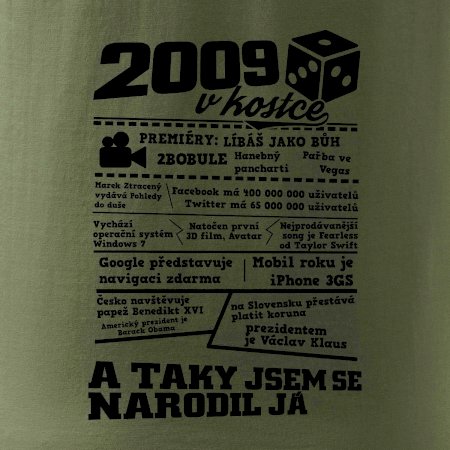 2009
v kostce
PREMIÉRY: LÍBÁŠ JAKO BŮH
2BOBULE Hanebný pancharti Pařba ve Vegas
Marek Ztracený
vydává Pohledy
do duše
Facebook má 400 000 000 uživatelů
Twitter má 65 000 000 uživatelů
Vychází
operační systém
Windows 7
Natočen první
3D film, Avatar
Nejprodávanější
song je Fearless
od Taylor Swift
Google představuje
navigaci zdarma
Mobil roku je
iPhone 3GS
Česko navštěvuje
papež Benedikt XVI
Americký prezident je
Barack Obama
na Slovensku přestává
platit koruna
prezidentem
je Václav Klaus
A TAKY JSEM SE
NARODIL JÁ